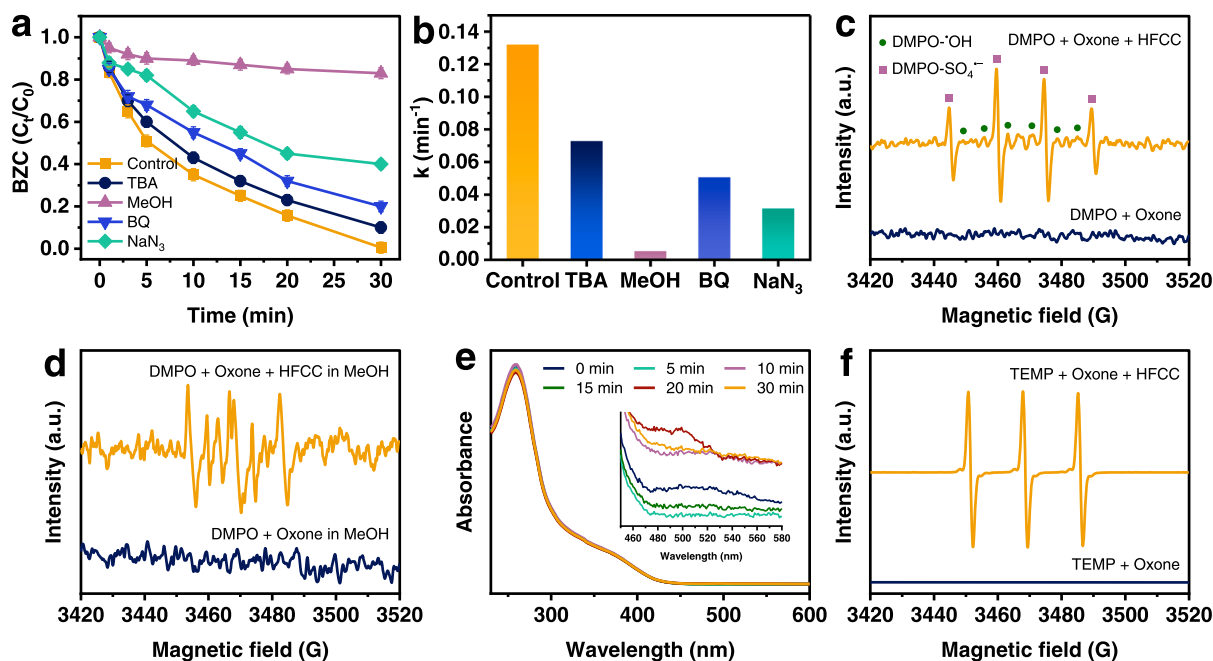 a
1.0
0.8
0.6
0.4
0.2
0.0
BZC (Cₜ/C₀)
Control
TBA
MeOH
BQ
NaN₃
0 5 10 15 20 25 30
Time (min)
b
0.14
0.12
0.10
0.08
0.06
0.04
0.02
0.00
k (min⁻¹)
Control TBA MeOH BQ NaN₃
c
DMPO-•OH
DMPO-SO₄•−
DMPO + Oxone + HFCC
DMPO + Oxone
Intensity (a.u.)
3420 3440 3460 3480 3500 3520
Magnetic field (G)
d
DMPO + Oxone + HFCC in MeOH
DMPO + Oxone in MeOH
Intensity (a.u.)
3420 3440 3460 3480 3500 3520
Magnetic field (G)
e
0 min 5 min 10 min
15 min 20 min 30 min
460 480 500 520 540 560 580
Wavelength (nm)
Absorbance
300 400 500 600
Wavelength (nm)
f
TEMP + Oxone + HFCC
TEMP + Oxone
Intensity (a.u.)
3420 3440 3460 3480 3500 3520
Magnetic field (G)